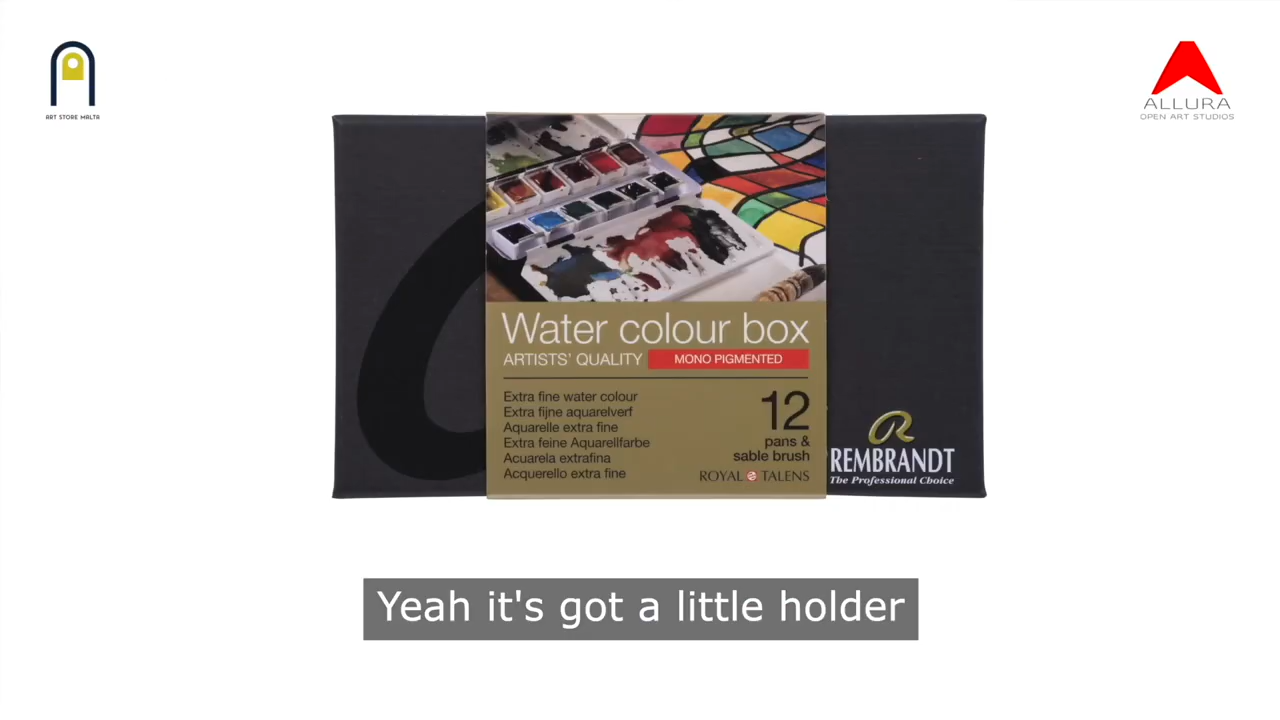 ART STORE MALTA
ALLURA
OPEN ART STUDIOS
Water colour box
ARTISTS' QUALITY MONO PIGMENTED
Extra fine water colour
Extra fijne aquarelverf
Aquarelle extra fine
Extra feine Aquarellfarbe
Acuarela extrafina
Acquerello extra fine
12
pans &
sable brush
ROYAL TALENS
REMBRANDT
The Professional Choice
Yeah it's got a little holder